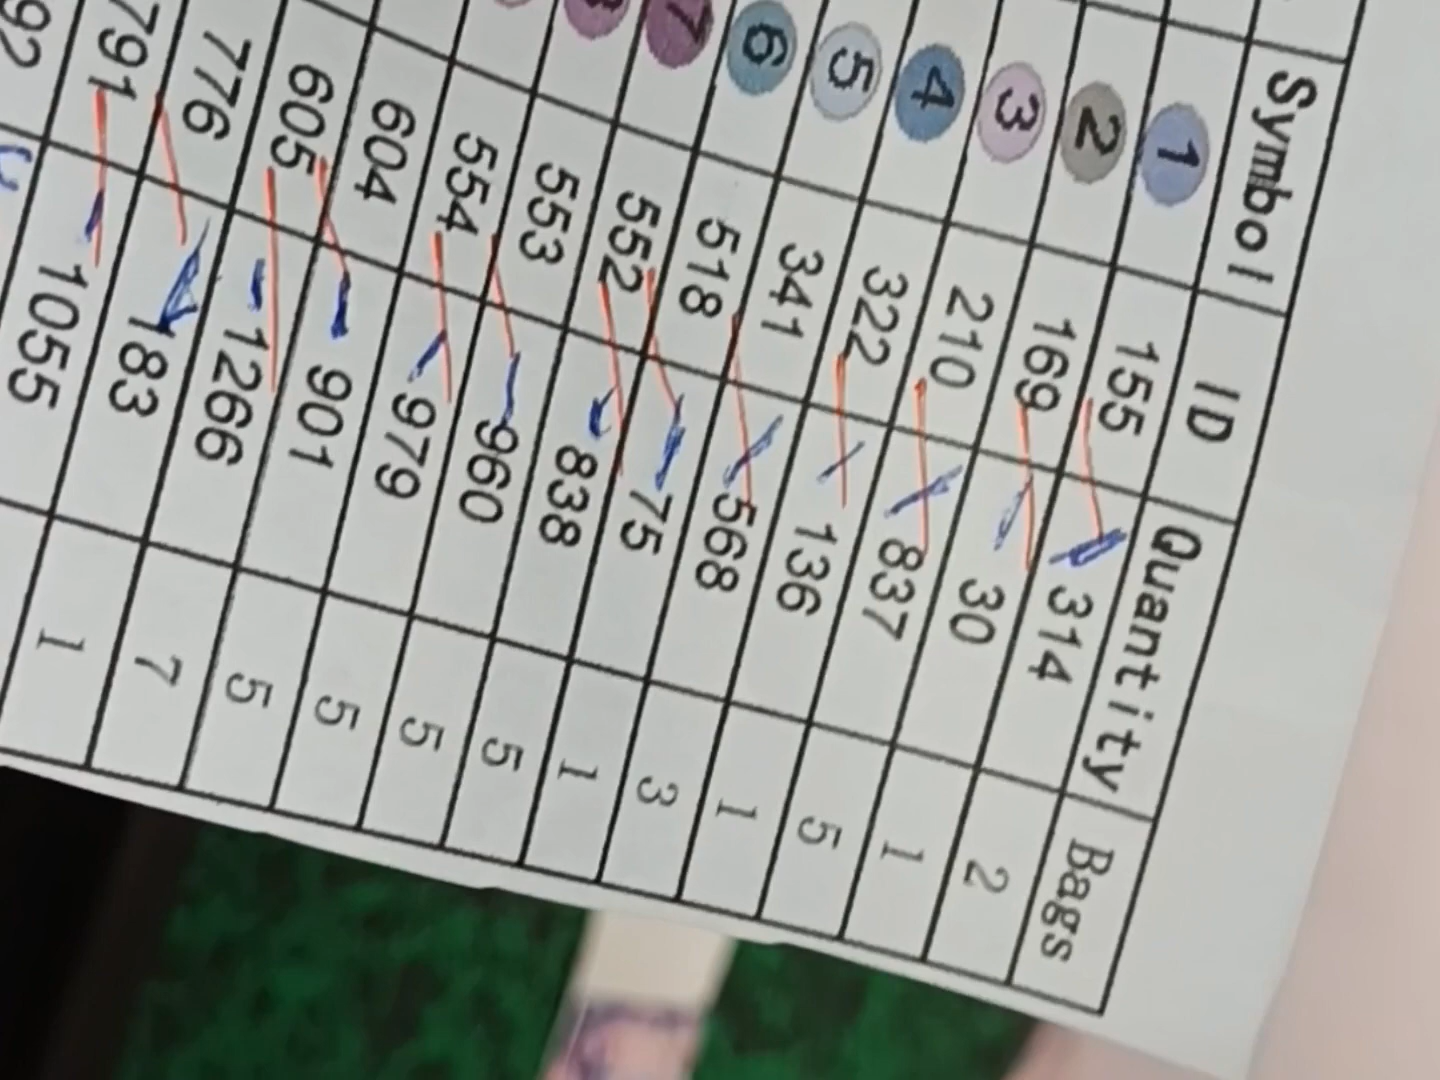 Symbol ID Quantity Bags
1 155 314 2
2 169 30 1
3 210 837 5
4 322 136 1
5 341 568 3
6 518 75 1
7 552 838 5
553 960 5
554 979 5
604 901 5
605 1266 7
776 183 1
791 1055